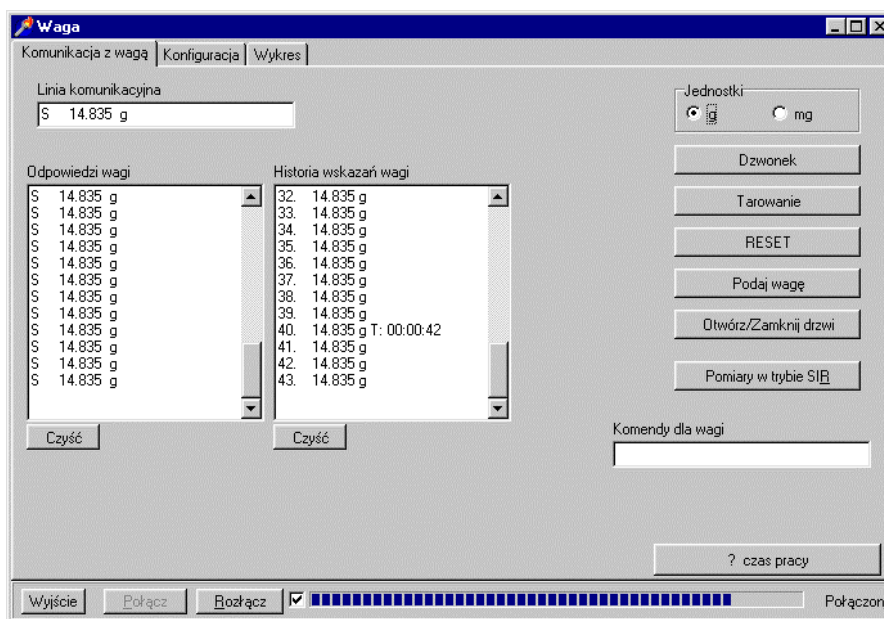 Waga
Komunikacja z wagą Konfiguracja Wykres
Linia komunikacyjna
S 14.835 g
Jednostki
g mg
Dzwonek
Tarowanie
RESET
Podaj wagę
Otwórz/Zamknij drzwi
Pomiary w trybie SIR
Odpowiedzi wagi
S 14.835 g
S 14.835 g
S 14.835 g
S 14.835 g
S 14.835 g
S 14.835 g
S 14.835 g
S 14.835 g
S 14.835 g
S 14.835 g
S 14.835 g
S 14.835 g
Czyść
Historia wskazań wagi
32. 14.835 g
33. 14.835 g
34. 14.835 g
35. 14.835 g
36. 14.835 g
37. 14.835 g
38. 14.835 g
39. 14.835 g
40. 14.835 g T: 00:00:42
41. 14.835 g
42. 14.835 g
43. 14.835 g
Czyść
Komendy dla wagi
? czas pracy
Wyjście Połącz Rozłącz Połączon